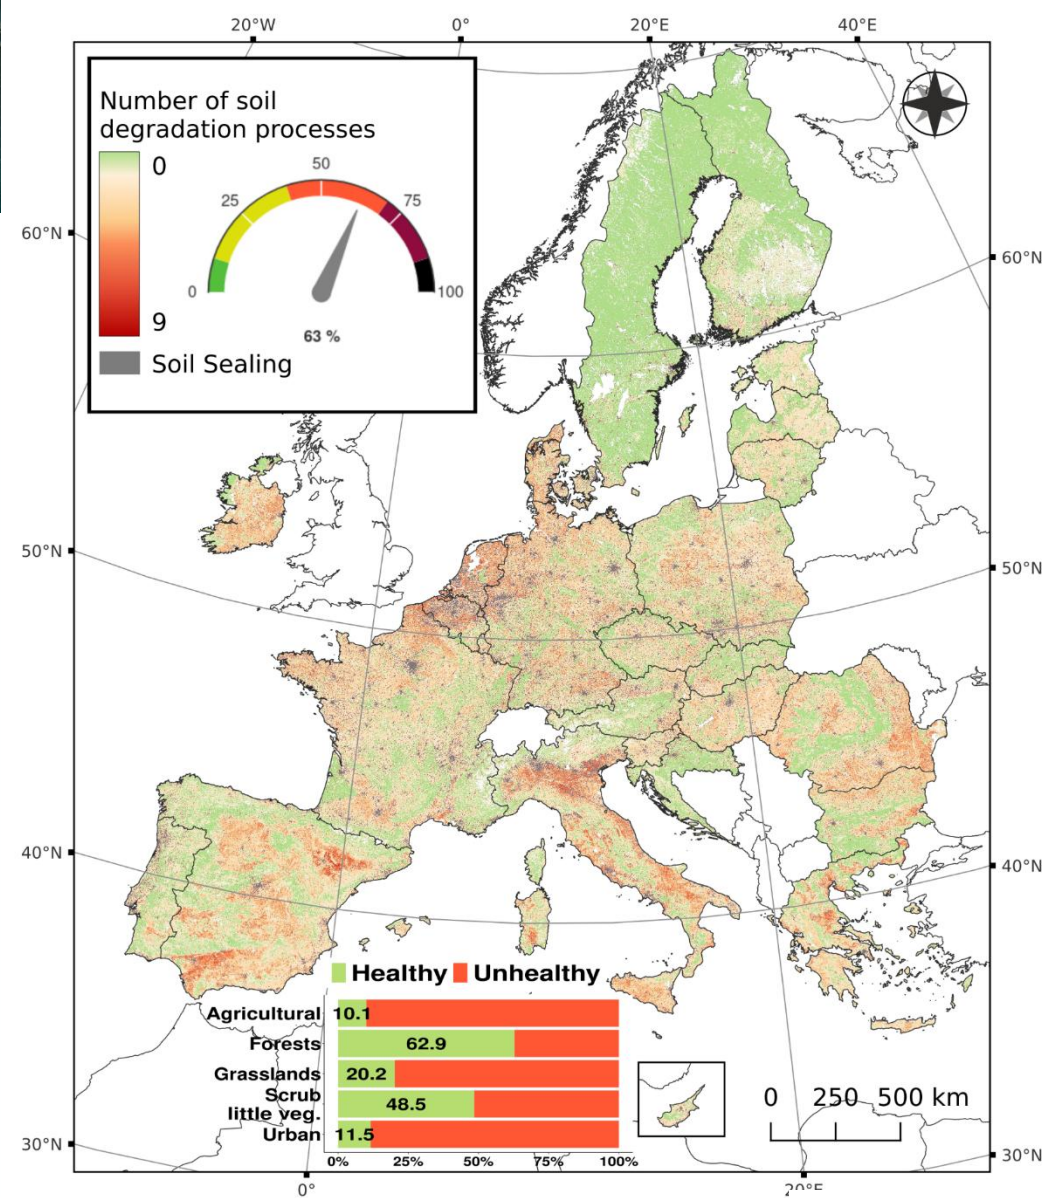 20°W 0° 20°E 40°E
Number of soil
degradation processes
0
9
Soil Sealing
0 25 50 75 100
63 %
60°N 60°N
50°N 50°N
40°N 40°N
30°N 30°N
Healthy Unhealthy
Agricultural 10.1
Forests 62.9
Grasslands 20.2
Scrub
little veg. 48.5
Urban 11.5
0% 25% 50% 75% 100%
0 250 500 km
0° 20°E